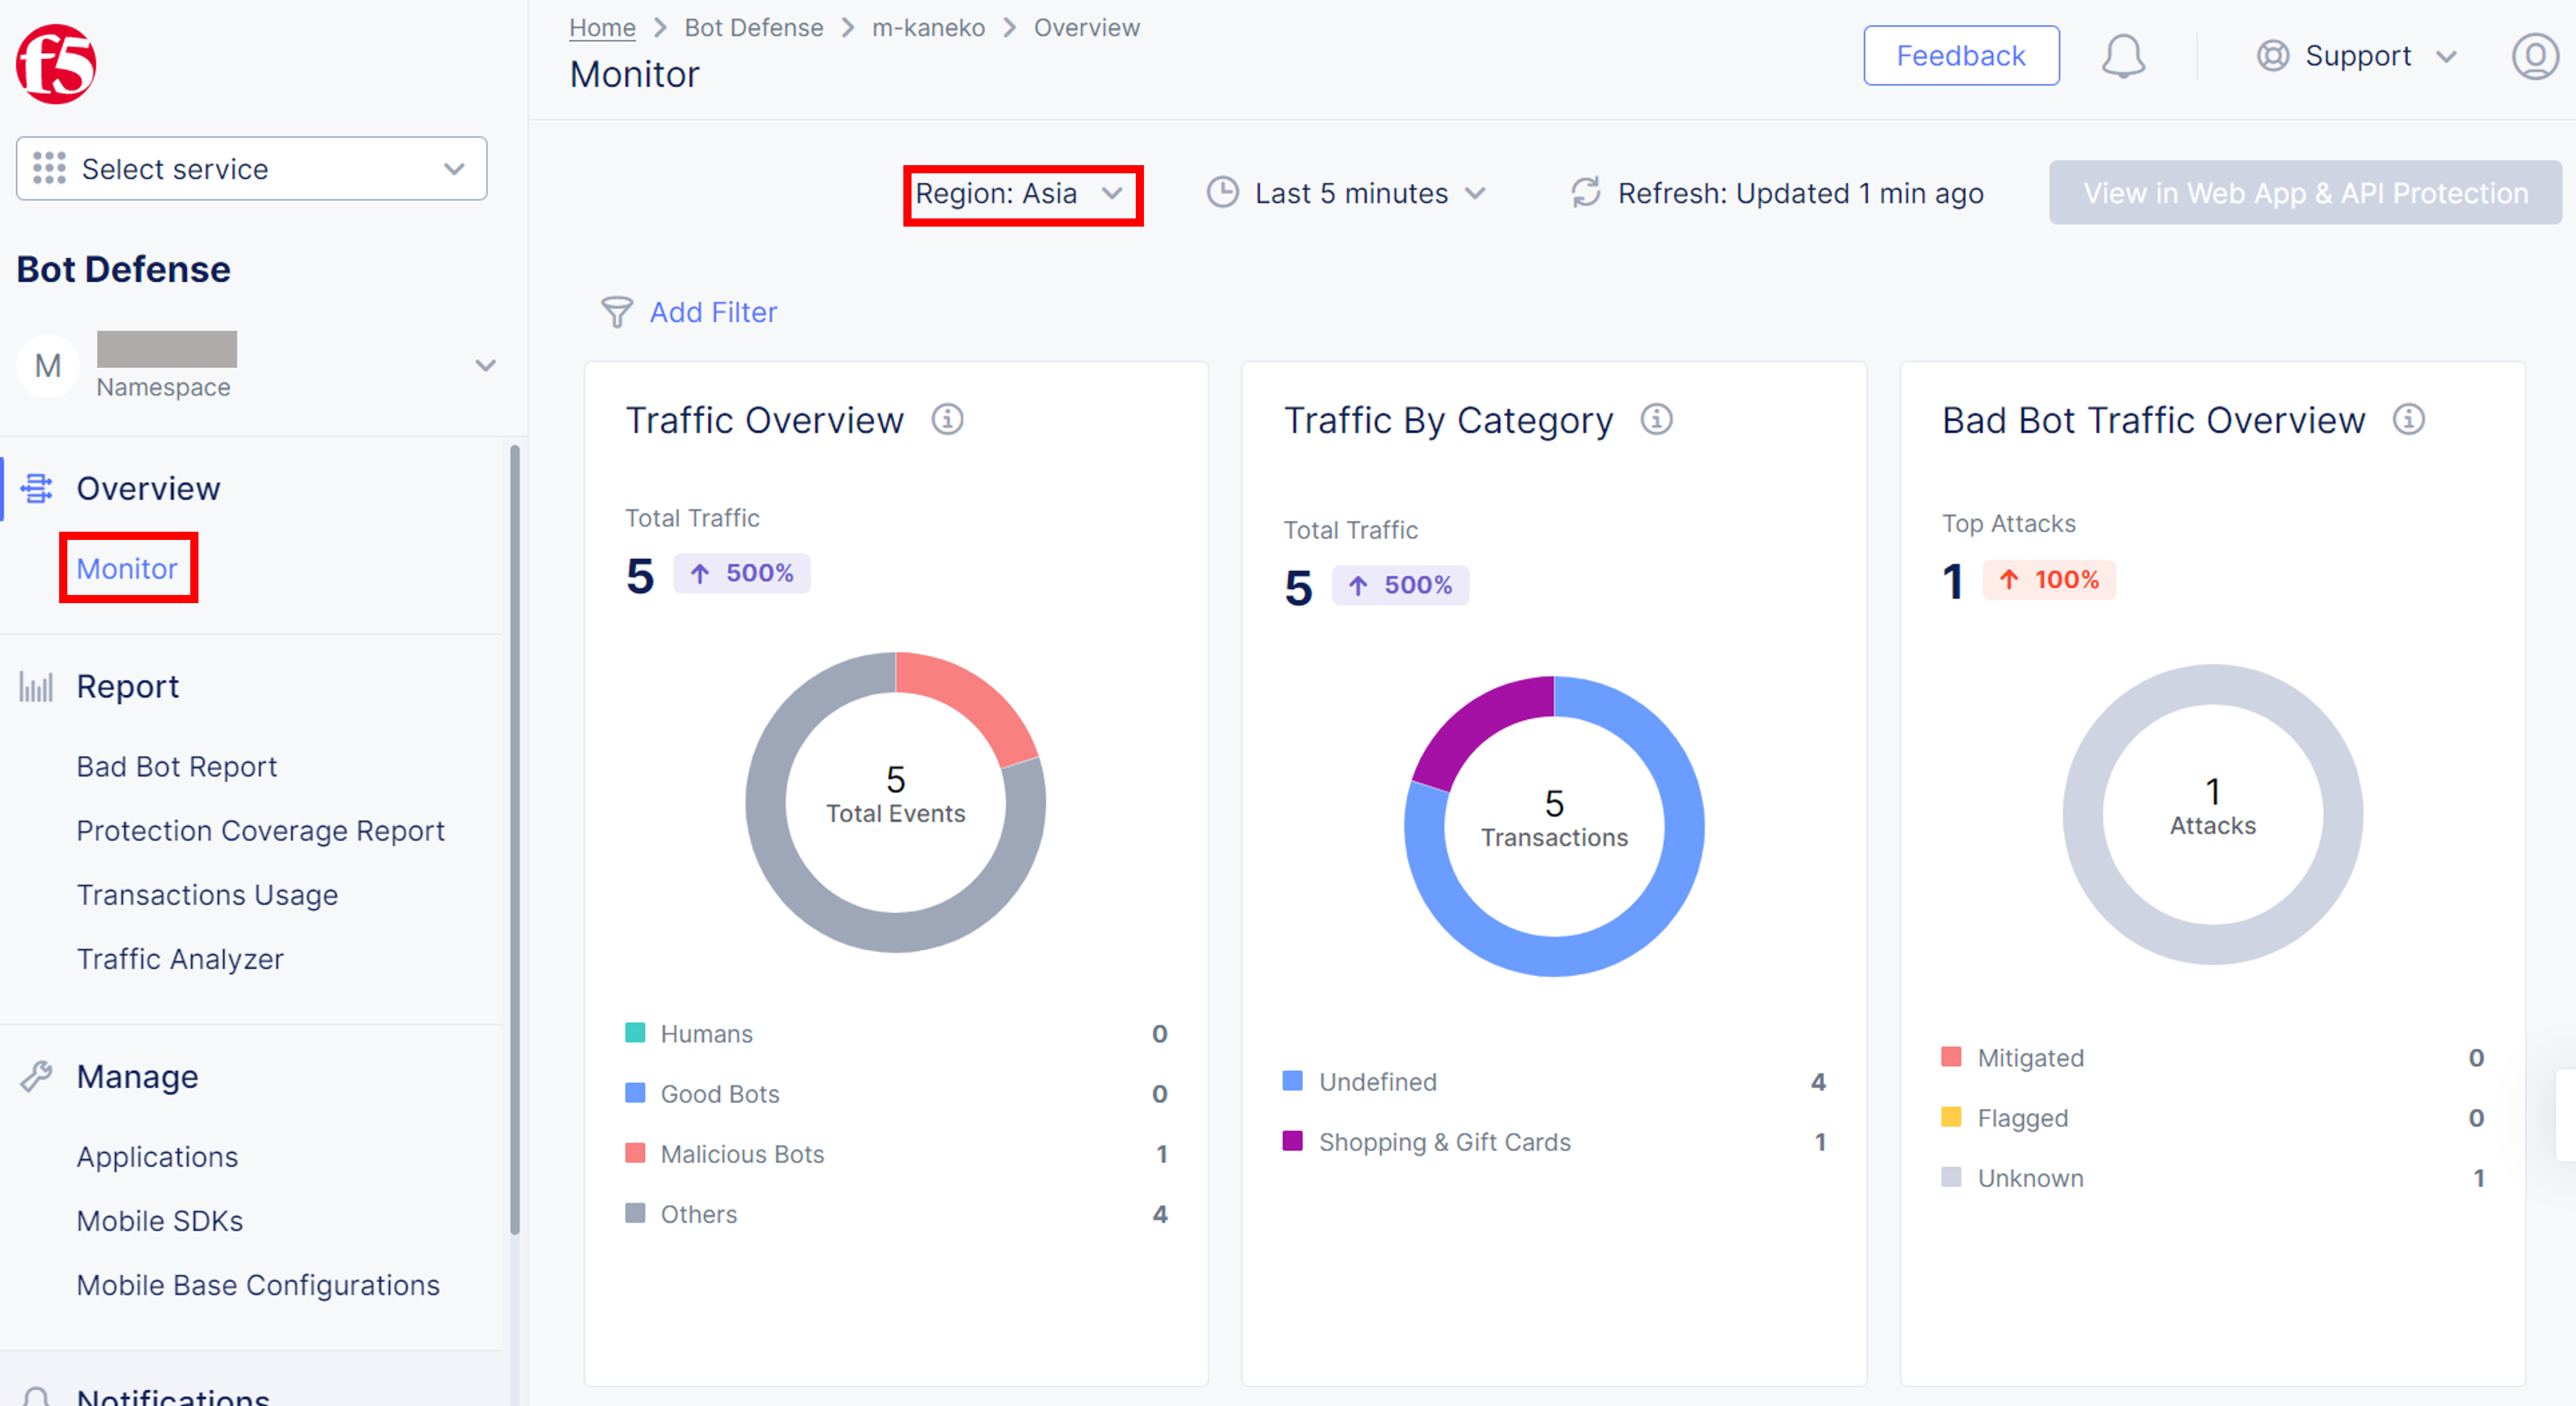 f5
Select service
Bot Defense
M
Namespace
Overview
Monitor
Report
Bad Bot Report
Protection Coverage Report
Transactions Usage
Traffic Analyzer
Manage
Applications
Mobile SDKs
Mobile Base Configurations
Notifications
Home > Bot Defense > m-kaneko > Overview
Monitor
Feedback
Support
Region: Asia
Last 5 minutes
Refresh: Updated 1 min ago
View in Web App & API Protection
Add Filter
Traffic Overview
Total Traffic
5 ↑ 500%
5
Total Events
Humans 0
Good Bots 0
Malicious Bots 1
Others 4
Traffic By Category
Total Traffic
5 ↑ 500%
5
Transactions
Undefined 4
Shopping & Gift Cards 1
Bad Bot Traffic Overview
Top Attacks
1 ↑ 100%
1
Attacks
Mitigated 0
Flagged 0
Unknown 1